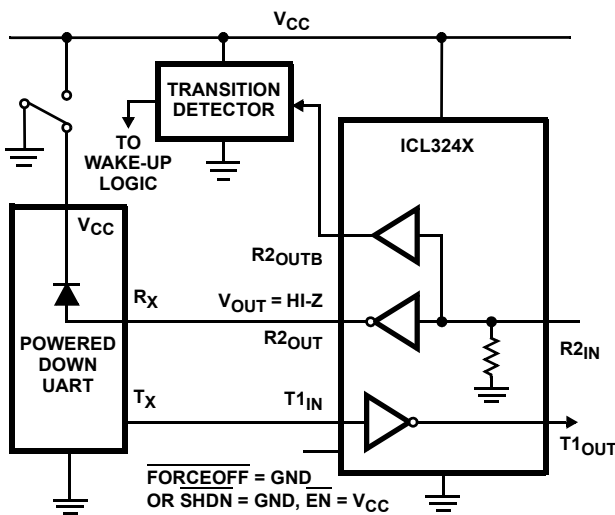 VCC
TRANSITION
DETECTOR
TO
WAKE-UP
LOGIC
ICL324X
VCC
R2OUTB
RX
VOUT = HI-Z
POWERED
DOWN
UART
R2OUT
R2IN
TX
T1IN
T1OUT
FORCEOFF = GND
OR SHDN = GND, EN = VCC